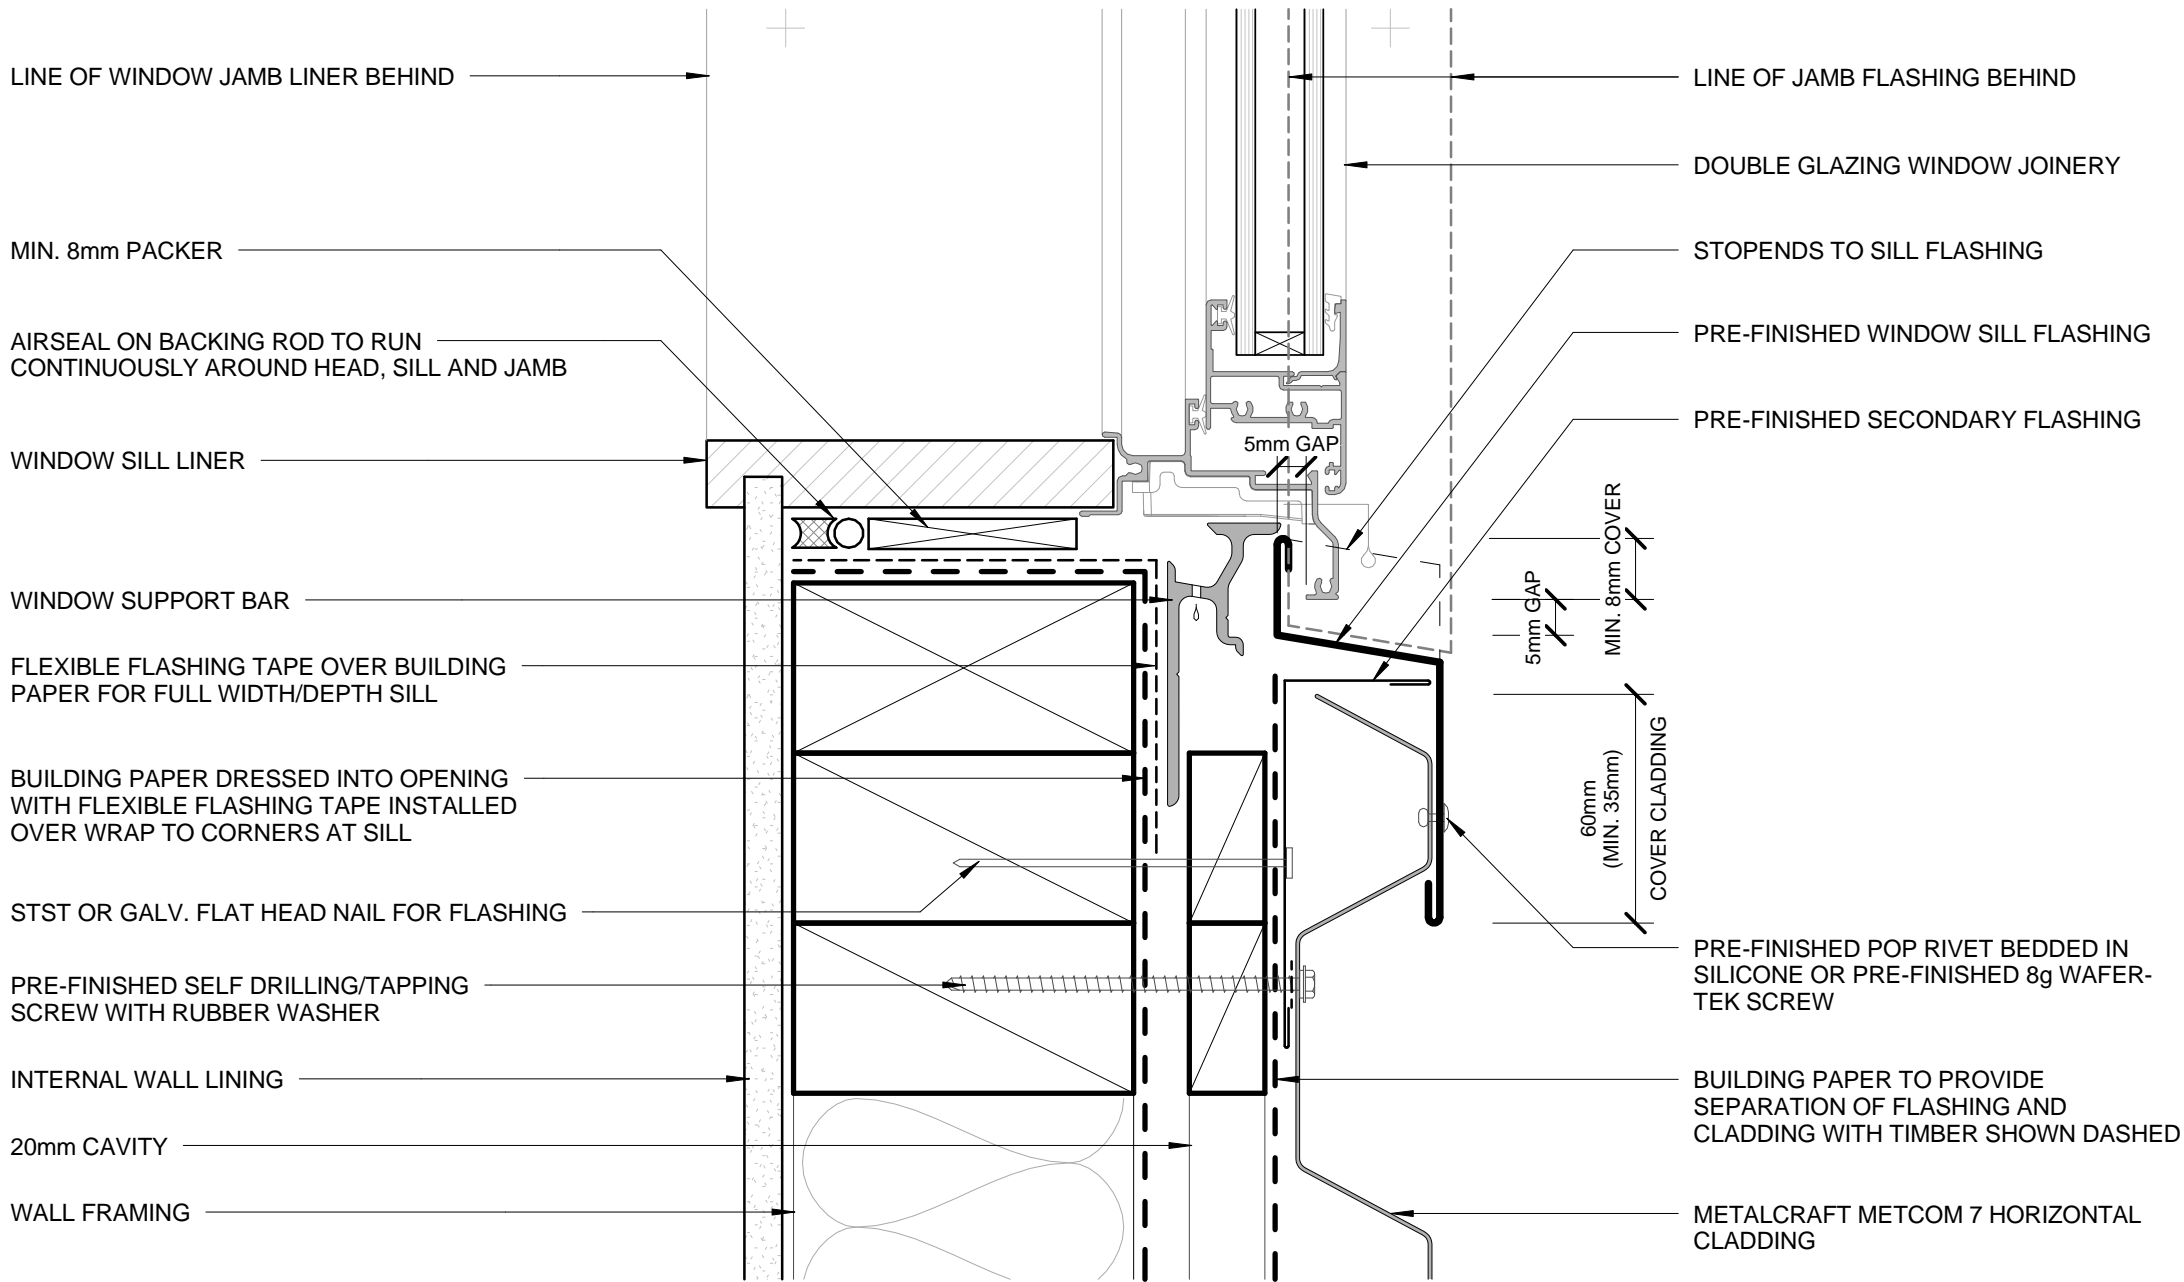 LINE OF WINDOW JAMB LINER BEHIND
MIN. 8mm PACKER
AIRSEAL ON BACKING ROD TO RUN
CONTINUOUSLY AROUND HEAD, SILL AND JAMB
WINDOW SILL LINER
WINDOW SUPPORT BAR
FLEXIBLE FLASHING TAPE OVER BUILDING
PAPER FOR FULL WIDTH/DEPTH SILL
BUILDING PAPER DRESSED INTO OPENING
WITH FLEXIBLE FLASHING TAPE INSTALLED
OVER WRAP TO CORNERS AT SILL
STST OR GALV. FLAT HEAD NAIL FOR FLASHING
PRE-FINISHED SELF DRILLING/TAPPING
SCREW WITH RUBBER WASHER
INTERNAL WALL LINING
20mm CAVITY
WALL FRAMING
5mm GAP
5mm GAP
MIN. 8mm COVER
60mm
(MIN. 35mm)
COVER CLADDING
LINE OF JAMB FLASHING BEHIND
DOUBLE GLAZING WINDOW JOINERY
STOPENDS TO SILL FLASHING
PRE-FINISHED WINDOW SILL FLASHING
PRE-FINISHED SECONDARY FLASHING
PRE-FINISHED POP RIVET BEDDED IN
SILICONE OR PRE-FINISHED 8g WAFER-
TEK SCREW
BUILDING PAPER TO PROVIDE
SEPARATION OF FLASHING AND
CLADDING WITH TIMBER SHOWN DASHED
METALCRAFT METCOM 7 HORIZONTAL
CLADDING